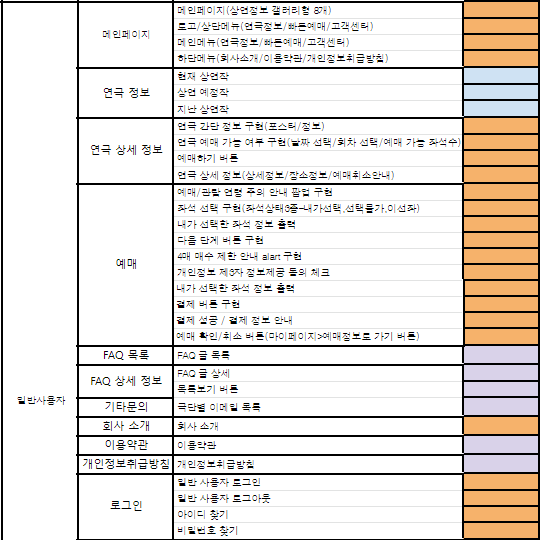 일반사용자
메인페이지
메인페이지(상연정보 갤러리형 8개)
로고/상단메뉴(연극정보/빠른예매/고객센터)
메인메뉴(연극정보/빠른예매/고객센터)
하단메뉴(회사소개/이용약관/개인정보취급방침)
연극 정보
현재 상연작
상연 예정작
지난 상연작
연극 상세 정보
연극 간단 정보 구현(포스터/정보)
연극 예매 가능 여부 구현(날짜 선택/회차 선택/예매 가능 좌석수)
예매하기 버튼
연극 상세 정보(상세정보/장소정보/예매취소안내)
예매
예매/관람 연령 주의 안내 팝업 구현
좌석 선택 구현(좌석상태3종-내가선택,선택불가,미선좌)
내가 선택한 좌석 정보 출력
다음 단계 버튼 구현
4매 매수 제한 안내 alart 구현
개인정보 제3자 정보제공 동의 체크
내가 선택한 좌석 정보 출력
결제 버튼 구현
결제 성공 / 결제 정보 안내
예매 확인/취소 버튼(마이페이지>예매정보로 가기 버튼)
FAQ 목록
FAQ 글 목록
FAQ 상세 정보
FAQ 글 상세
목록보기 버튼
기타문의
극단별 이메일 목록
회사 소개
회사 소개
이용약관
이용약관
개인정보취급방침
개인정보취급방침
로그인
일반 사용자 로그인
일반 사용자 로그아웃
아이디 찾기
비밀번호 찾기